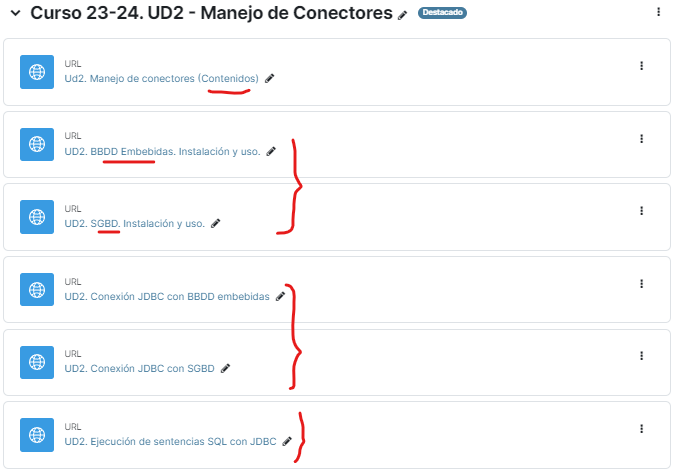 Curso 23-24. UD2 - Manejo de Conectores Destacado
URL
Ud2. Manejo de conectores (Contenidos)
URL
UD2. BBDD Embebidas. Instalación y uso.
URL
UD2. SGBD. Instalación y uso.
URL
UD2. Conexión JDBC con BBDD embebidas
URL
UD2. Conexión JDBC con SGBD
URL
UD2. Ejecución de sentencias SQL con JDBC